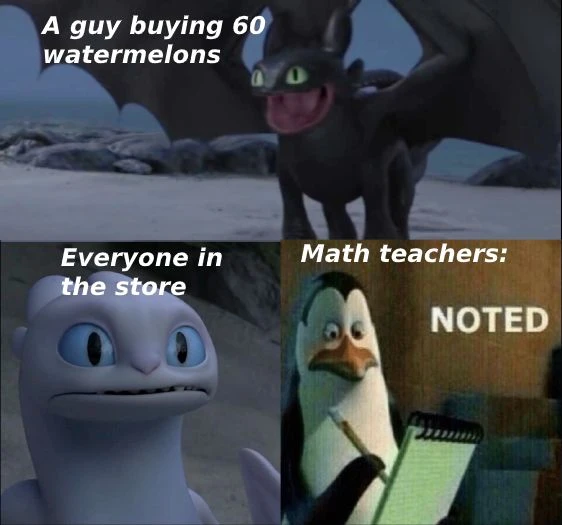 A guy buying 60
watermelons
Everyone in
the store
Math teachers:
NOTED